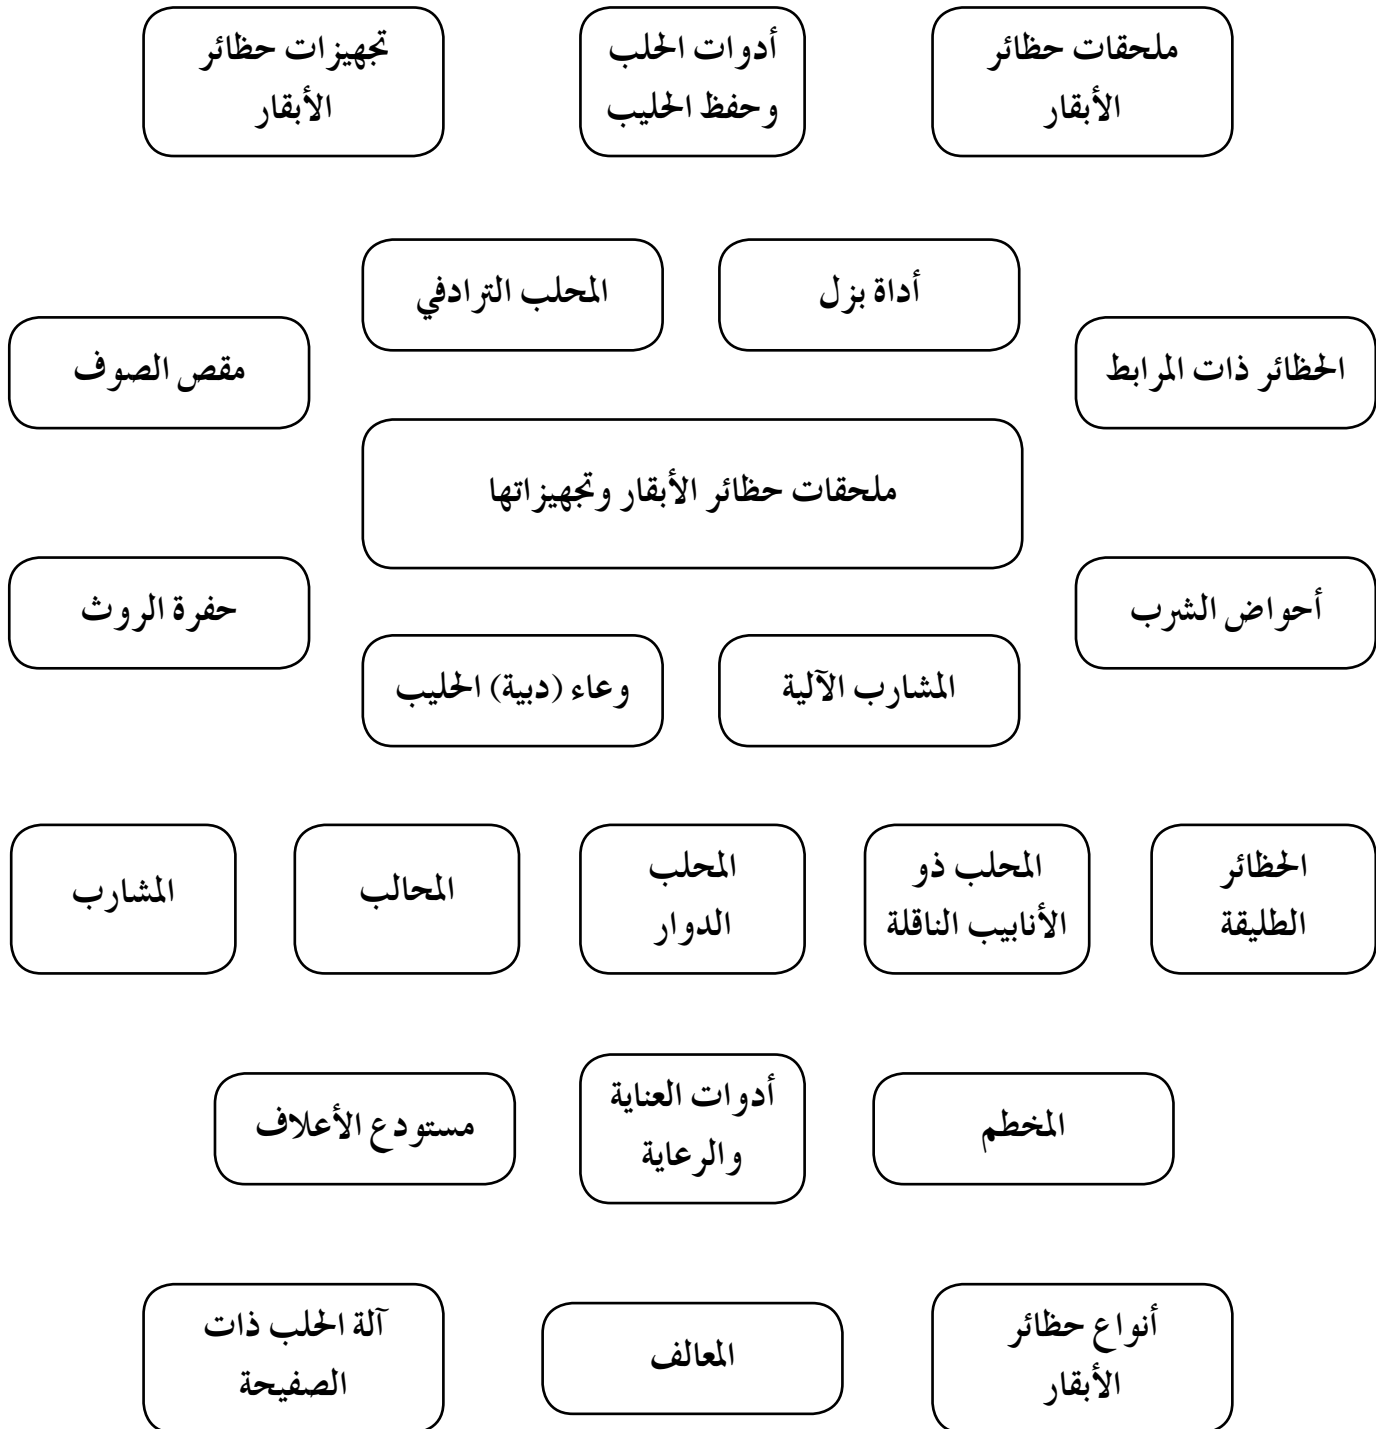 ملحقات حظائر
الأبقار
أدوات الحلب
وحفظ الحليب
تجهيزات حظائر
الأبقار
أداة بزل
المحلب الترادفي
الحظائر ذات المرابط
مقص الصوف
ملحقات حظائر الأبقار وتجهيزاتها
أحواض الشرب
حفرة الروث
المشارب الآلية
وعاء (دبية) الحليب
الحظائر
الطليقة
المحلب ذو
الأنابيب الناقلة
المحلب
الدوار
المحالب
المشارب
المخطم
أدوات العناية
والرعاية
مستودع الأعلاف
أنواع حظائر
الأبقار
المعالف
آلة الحلب ذات
الصفيحة